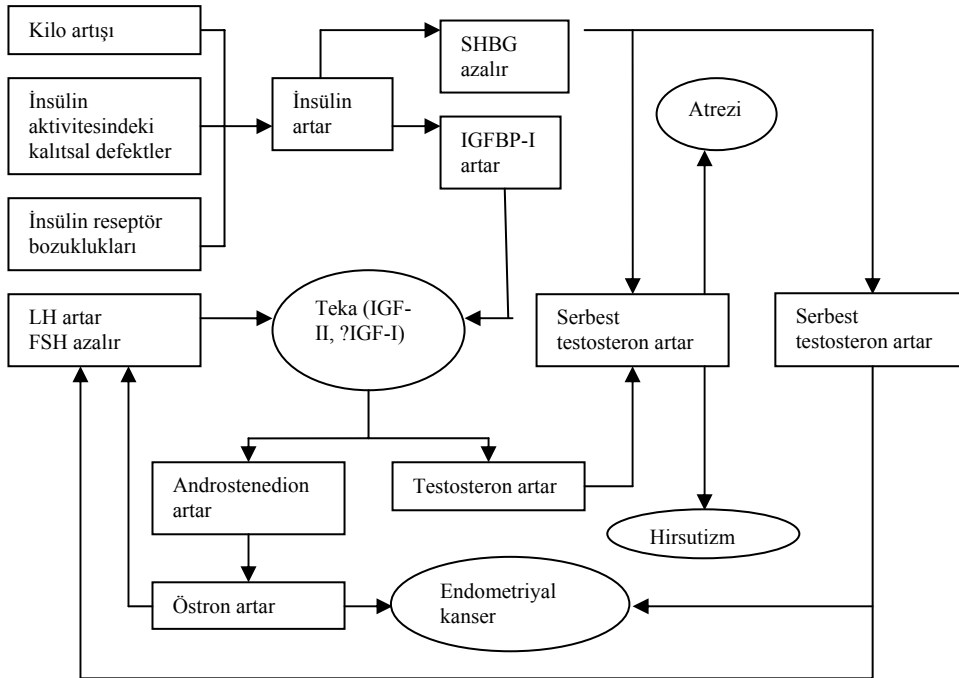 Kilo artışı
İnsülin
aktivitesindeki
kalıtsal defektler
İnsülin reseptör
bozuklukları
İnsülin
artar
SHBG
azalır
IGFBP-I
artar
Atrezi
LH artar
FSH azalır
Teka (IGF-
II, ?IGF-I)
Serbest
testosteron artar
Serbest
testosteron artar
Androstenedion
artar
Testosteron artar
Hirsutizm
Östron artar
Endometriyal
kanser